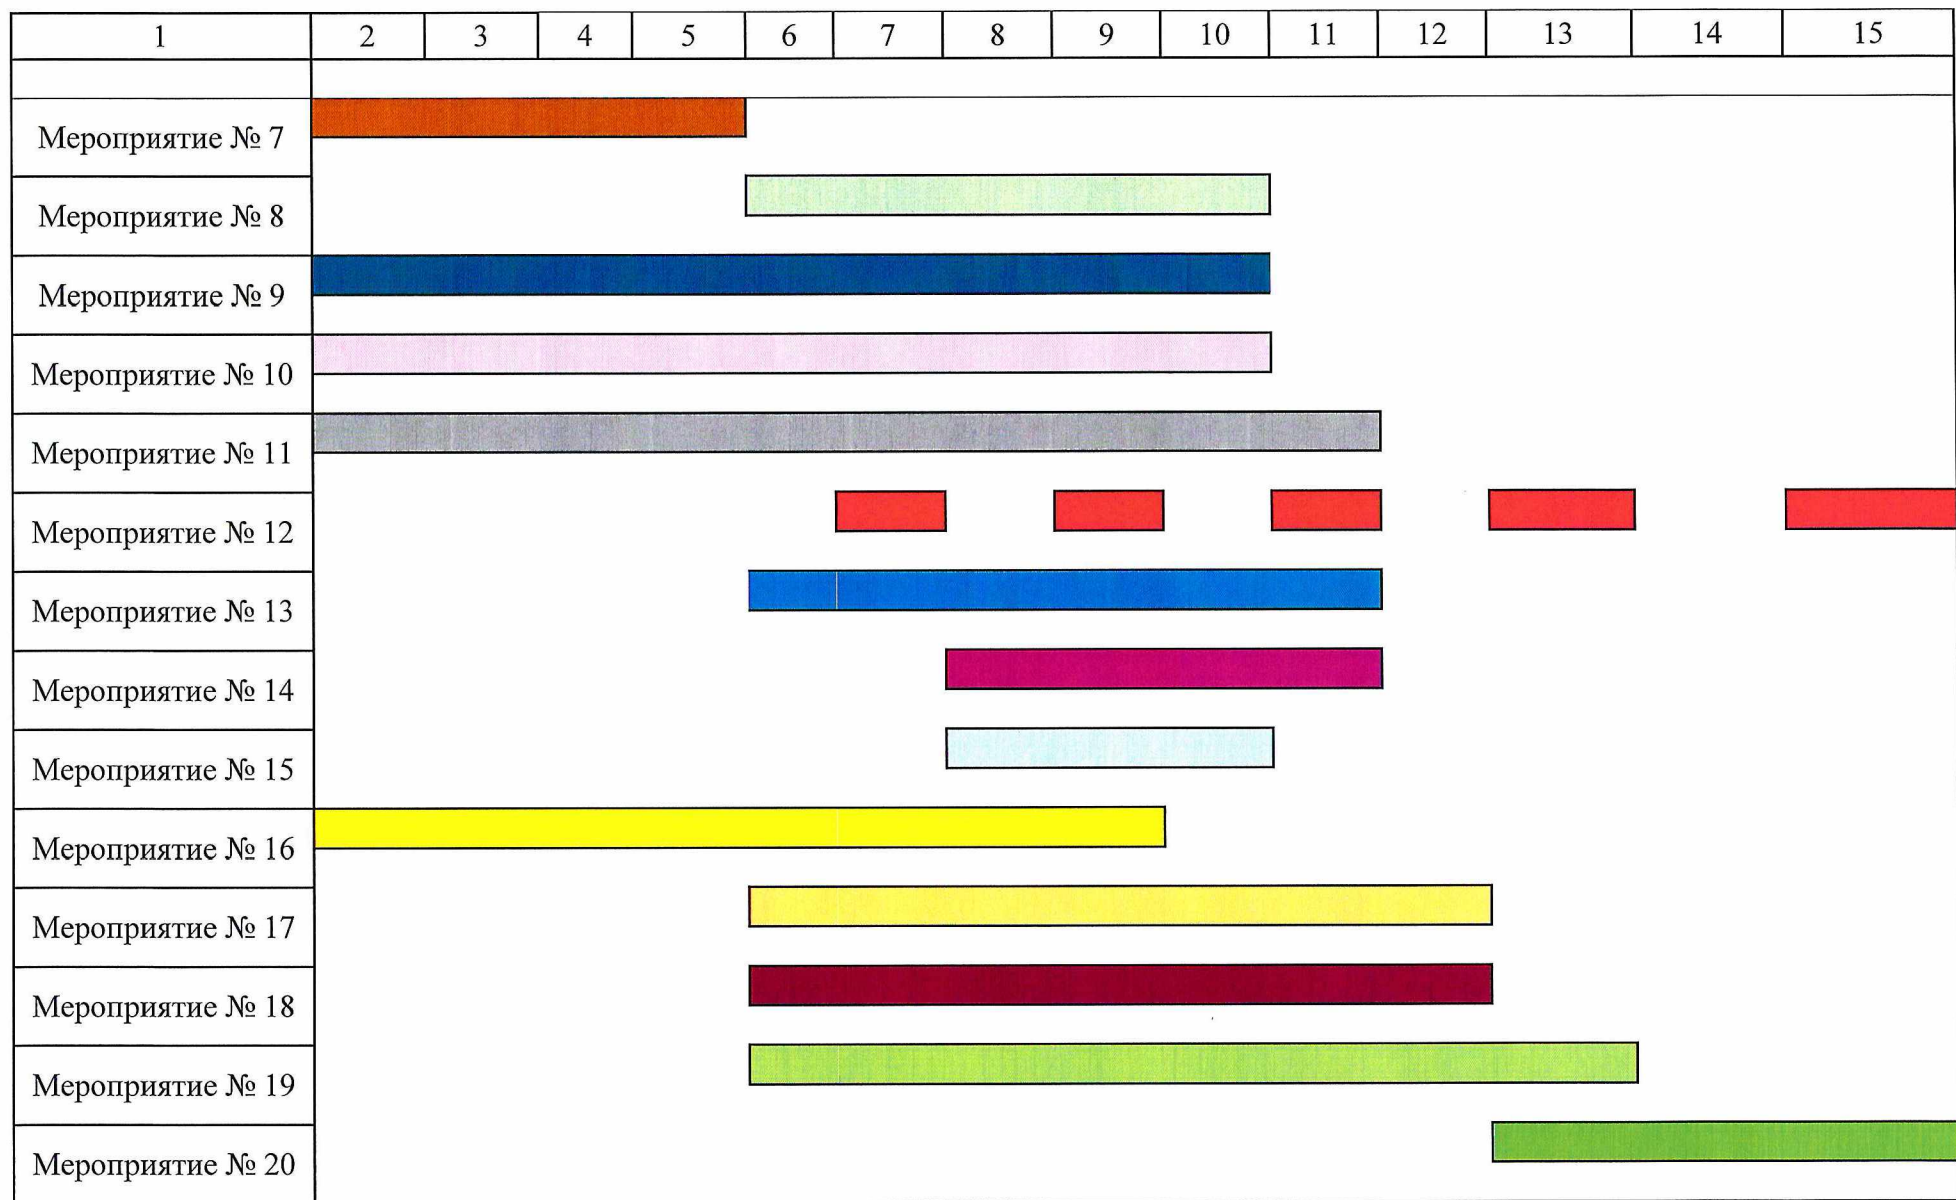 1 2 3 4 5 6 7 8 9 10 11 12 13 14 15
Мероприятие № 7
Мероприятие № 8
Мероприятие № 9
Мероприятие № 10
Мероприятие № 11
Мероприятие № 12
Мероприятие № 13
Мероприятие № 14
Мероприятие № 15
Мероприятие № 16
Мероприятие № 17
Мероприятие № 18
Мероприятие № 19
Мероприятие № 20